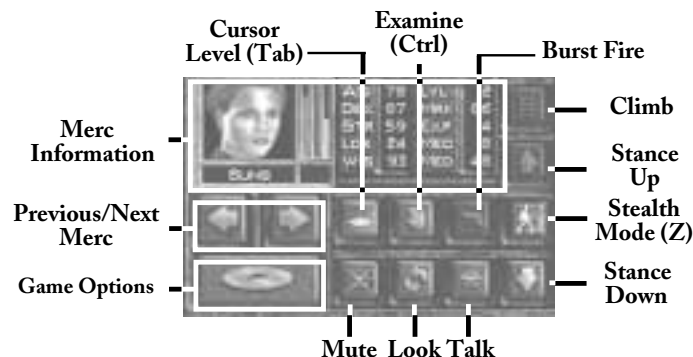 Cursor
Level (Tab)
Examine
(Ctrl)
Burst Fire
Merc
Information
Climb
Stance
Up
Previous/Next
Merc
Stealth
Mode (Z)
Game Options
Stance
Down
Mute Look Talk
BUNS